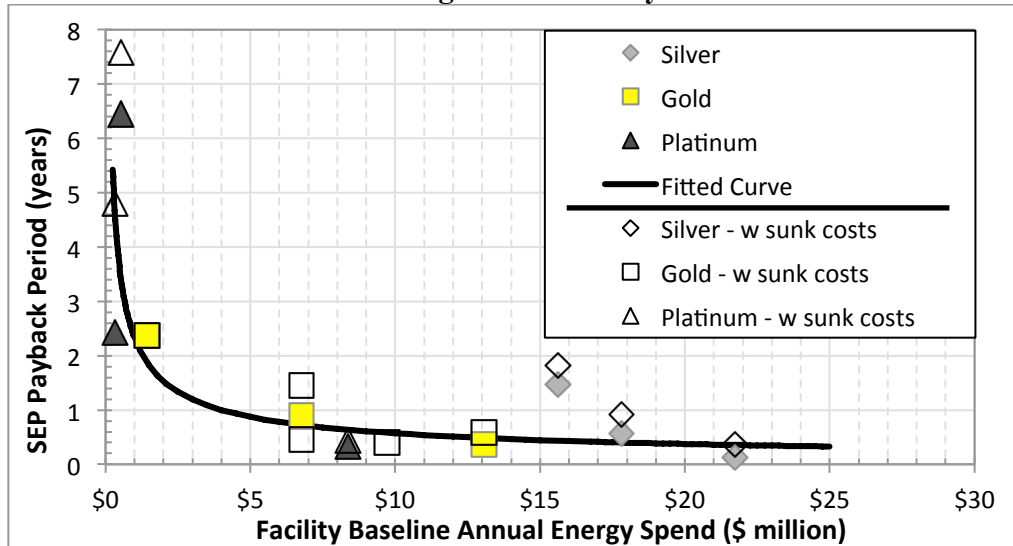 8
7
6
5
4
3
2
1
0
SEP Payback Period (years)
Silver
Gold
Platinum
Fitted Curve
Silver - w sunk costs
Gold - w sunk costs
Platinum - w sunk costs
$0 $5 $10 $15 $20 $25 $30
Facility Baseline Annual Energy Spend ($ million)